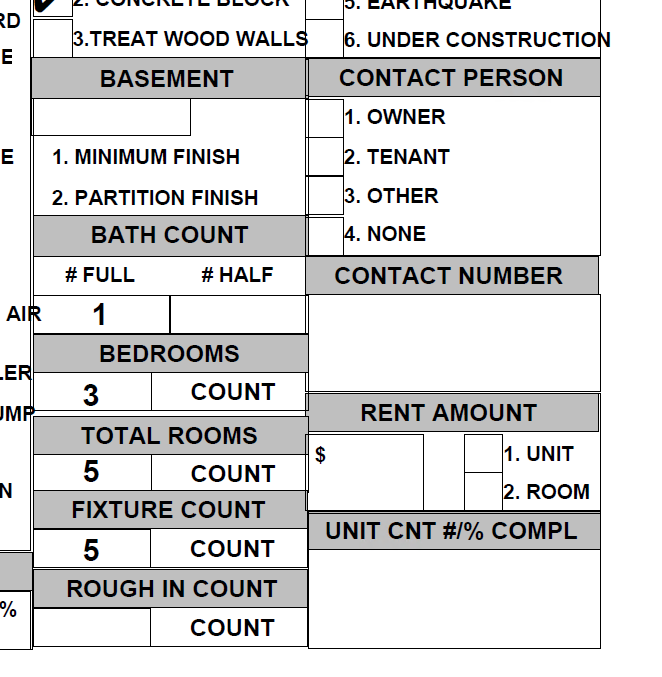 RD
2. CONCRETE BLOCK
5. EARTHQUAKE
E
3.TREAT WOOD WALLS
6. UNDER CONSTRUCTION
BASEMENT
1. MINIMUM FINISH
E
2. PARTITION FINISH
BATH COUNT
# FULL # HALF
AIR
1
BEDROOMS
LER
3 COUNT
UMP
TOTAL ROOMS
5 COUNT
N
FIXTURE COUNT
5 COUNT
ROUGH IN COUNT
%
COUNT
CONTACT PERSON
1. OWNER
2. TENANT
3. OTHER
4. NONE
CONTACT NUMBER
RENT AMOUNT
$ 1. UNIT
2. ROOM
UNIT CNT #/% COMPL